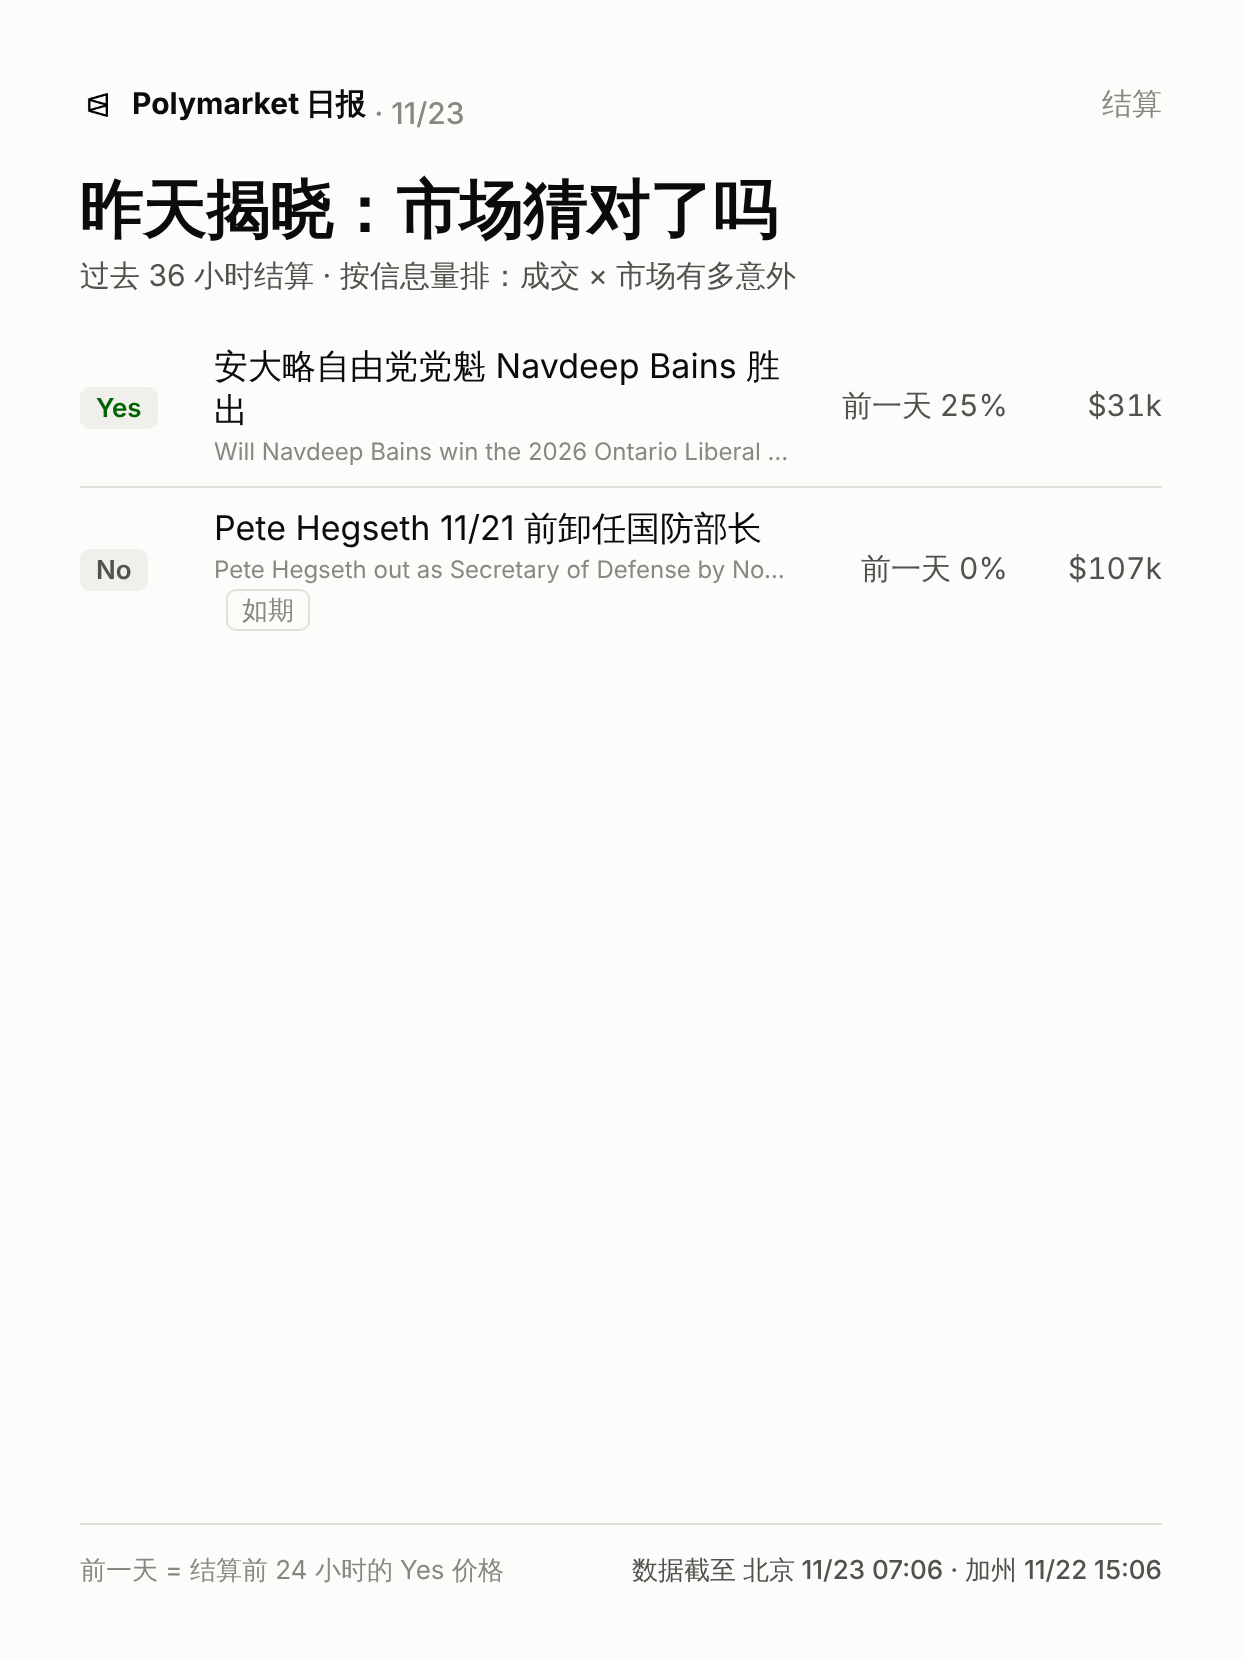 Polymarket 日报 · 11/23
结算
昨天揭晓：市场猜对了吗
过去 36 小时结算 · 按信息量排：成交 × 市场有多意外
Yes
安大略自由党党魁 Navdeep Bains 胜
出
Will Navdeep Bains win the 2026 Ontario Liberal ...
前一天 25%
$31k
No
Pete Hegseth 11/21 前卸任国防部长
Pete Hegseth out as Secretary of Defense by No...
如期
前一天 0%
$107k
前一天 = 结算前 24 小时的 Yes 价格
数据截至 北京 11/23 07:06 · 加州 11/22 15:06